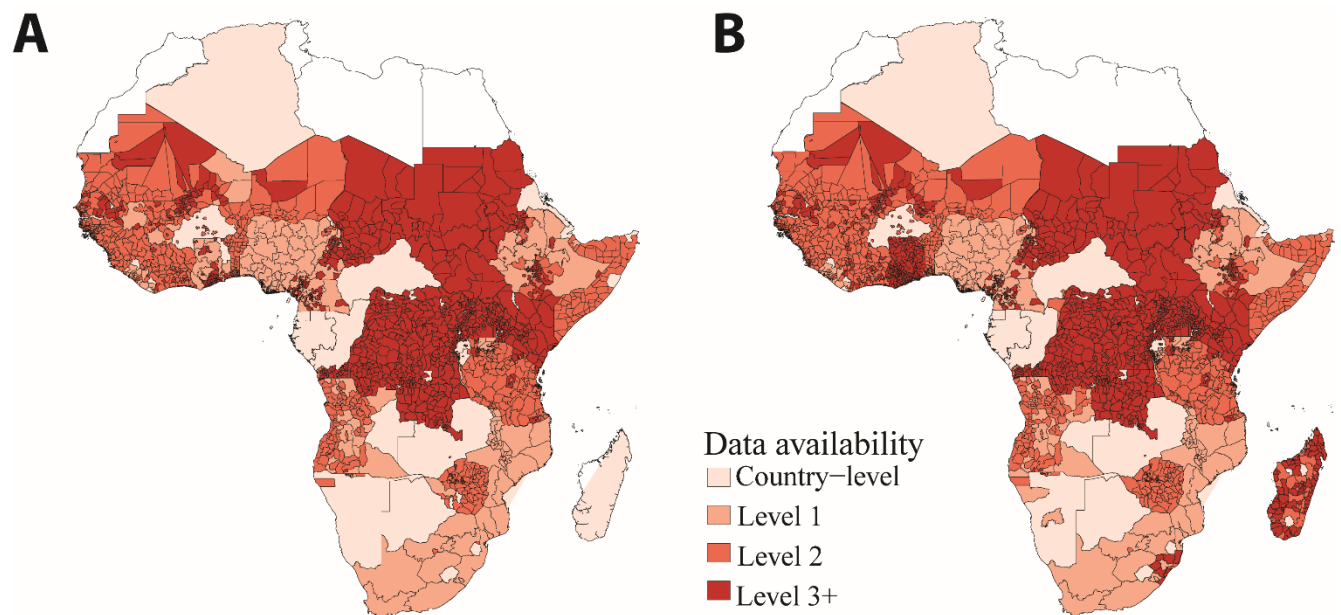 A
B
Data availability
Country−level
Level 1
Level 2
Level 3+